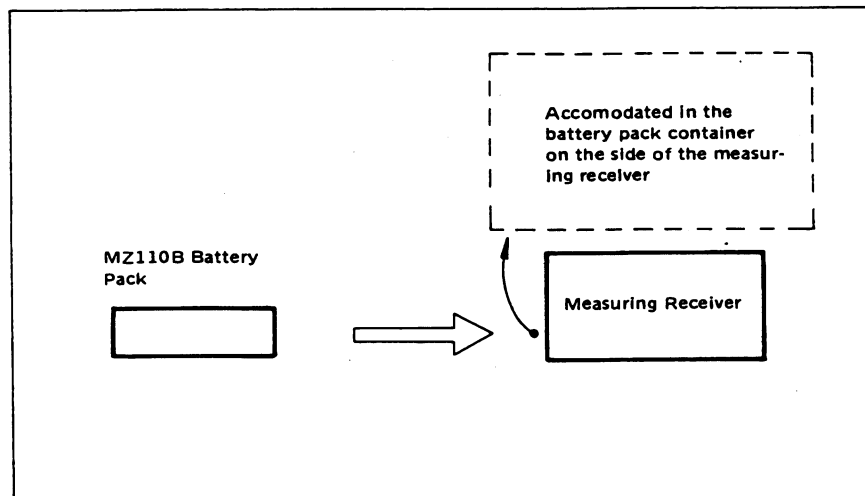 Accomodated in the
battery pack container
on the side of the measur-
ing receiver
MZ110B Battery
Pack
Measuring Receiver